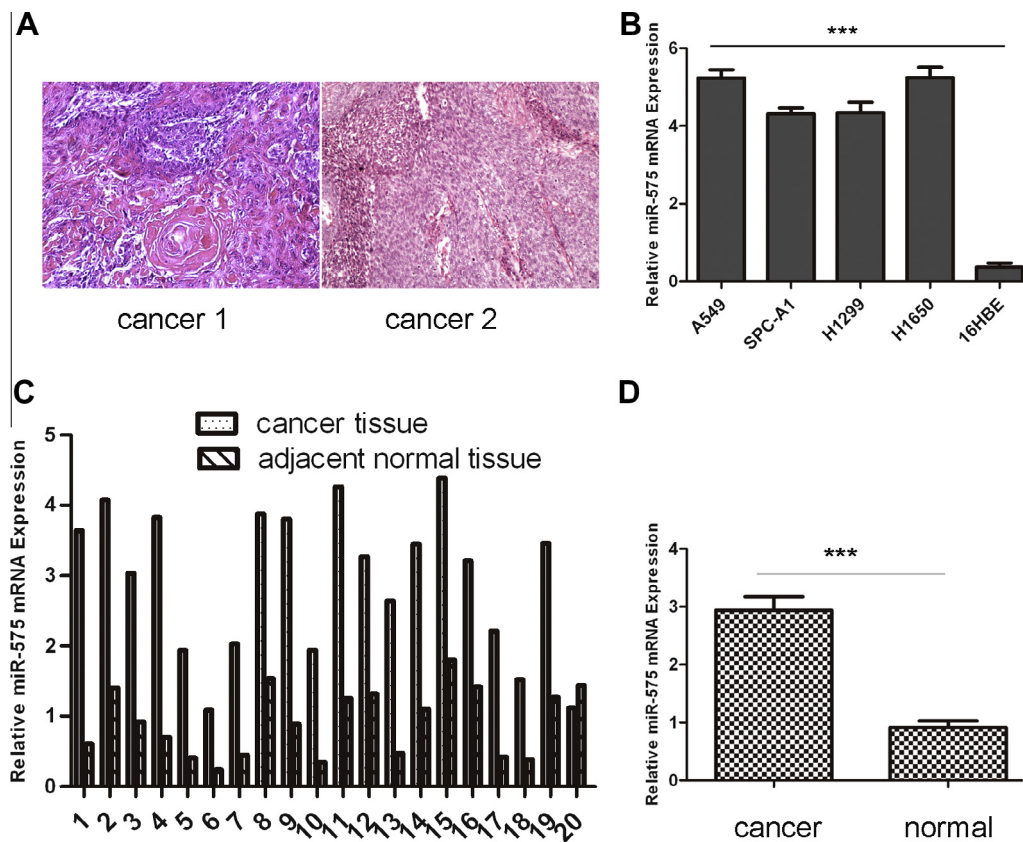 A
cancer 1
cancer 2
B
***
Relative miR-575 mRNA Expression
6
4
2
0
A549
SPC-A1
H1299
H1650
16HBE
C
cancer tissue
adjacent normal tissue
Relative miR-575 mRNA Expression
5
4
3
2
1
0
1 2 3 4 5 6 7 8 9 10 11 12 13 14 15 16 17 18 19 20
D
***
Relative miR-575 mRNA Expression
4
3
2
1
0
cancer
normal